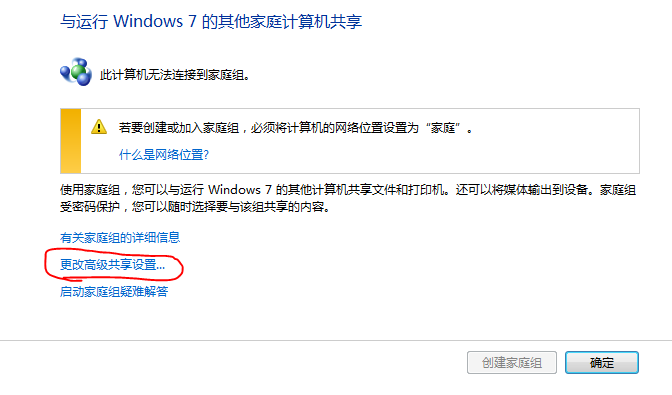 与运行 Windows 7 的其他家庭计算机共享
此计算机无法连接到家庭组。
若要创建或加入家庭组，必须将计算机的网络位置设置为“家庭”。
什么是网络位置?
使用家庭组，您可以与运行 Windows 7 的其他计算机共享文件和打印机。还可以将媒体输出到设备。家庭组
受密码保护，您可以随时选择要与该组共享的内容。
有关家庭组的详细信息
更改高级共享设置...
启动家庭组疑难解答
创建家庭组
确定